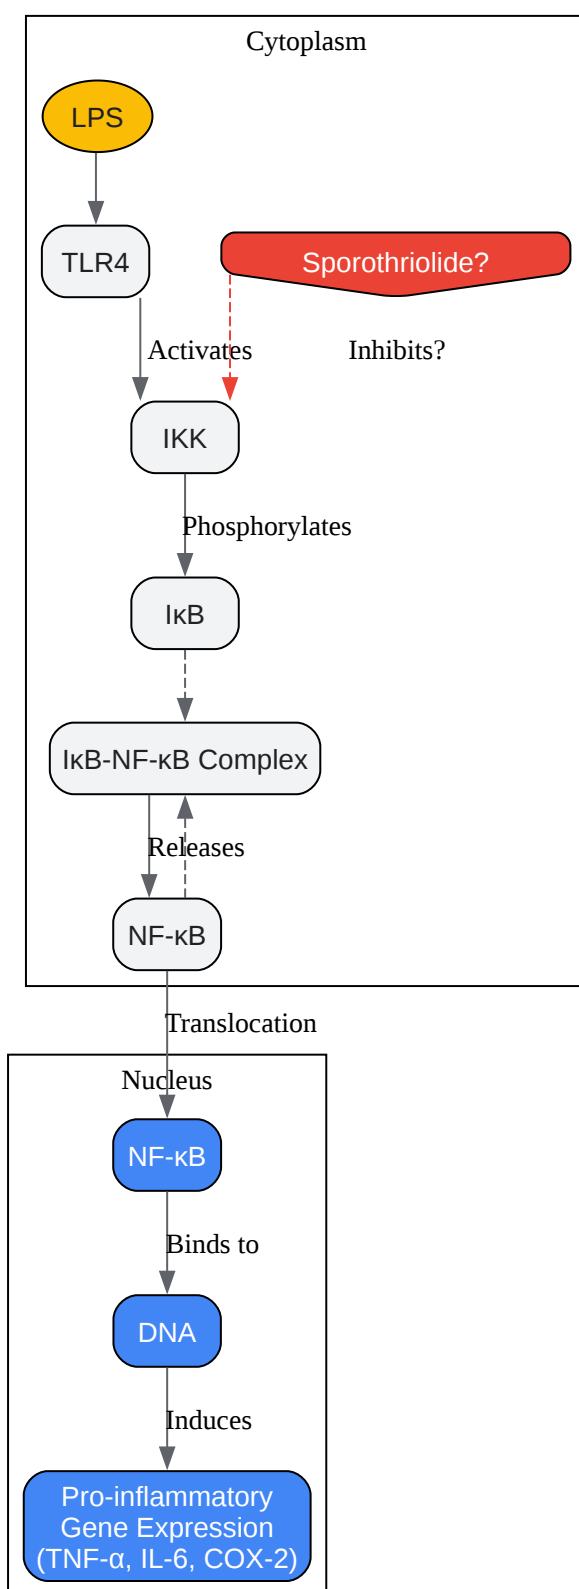 Cytoplasm
LPS
TLR4
Sporothriolide?
Activates
Inhibits?
IKK
Phosphorylates
IκB
IκB-NF-κB Complex
Releases
NF-κB
Translocation
Nucleus
NF-κB
Binds to
DNA
Induces
Pro-inflammatory
Gene Expression
(TNF-α, IL-6, COX-2)